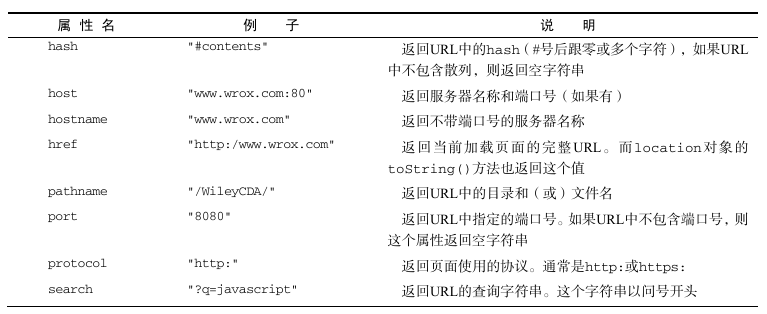 属 性 名 例 子 说 明
hash "#contents" 返回URL中的hash（#号后跟零或多个字符），如果URL
中不包含散列，则返回空字符串
host "www.wrox.com:80" 返回服务器名称和端口号（如果有）
hostname "www.wrox.com" 返回不带端口号的服务器名称
href "http:/www.wrox.com" 返回当前加载页面的完整URL。而location对象的
toString()方法也返回这个值
pathname "/WileyCDA/" 返回URL中的目录和（或）文件名
port "8080" 返回URL中指定的端口号。如果URL中不包含端口号，则
这个属性返回空字符串
protocol "http:" 返回页面使用的协议。通常是http:或https:
search "?q=javascript" 返回URL的查询字符串。这个字符串以问号开头